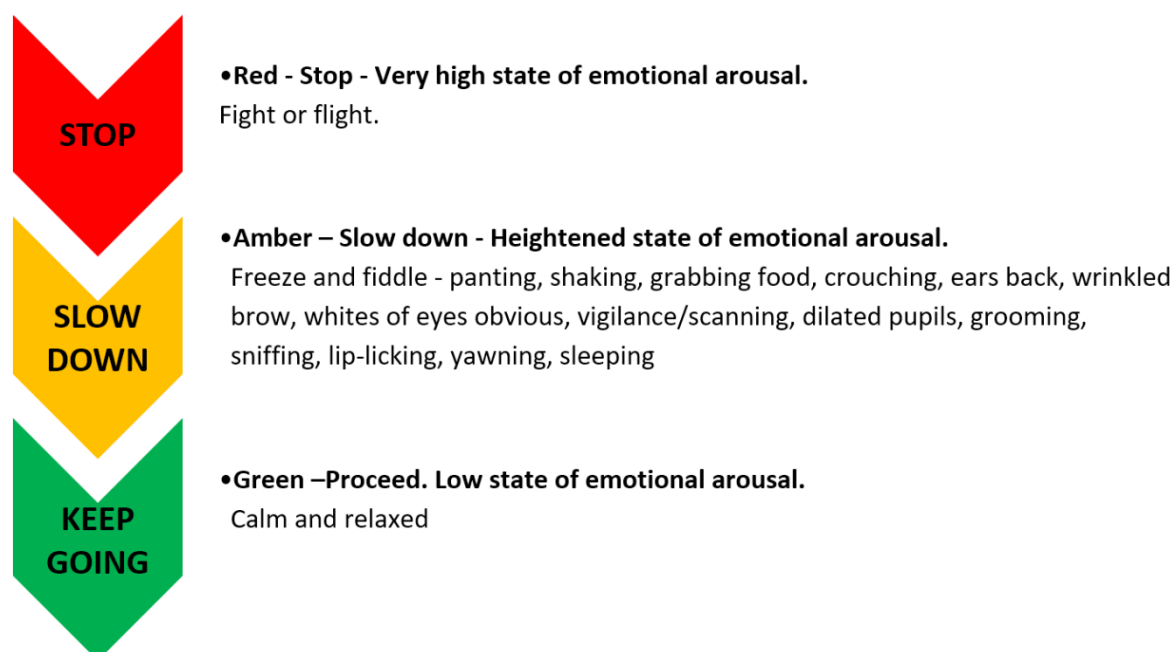 STOP
•Red - Stop - Very high state of emotional arousal.
Fight or flight.
SLOW
DOWN
•Amber – Slow down - Heightened state of emotional arousal.
Freeze and fiddle - panting, shaking, grabbing food, crouching, ears back, wrinkled
brow, whites of eyes obvious, vigilance/scanning, dilated pupils, grooming,
sniffing, lip-licking, yawning, sleeping
KEEP
GOING
•Green –Proceed. Low state of emotional arousal.
Calm and relaxed